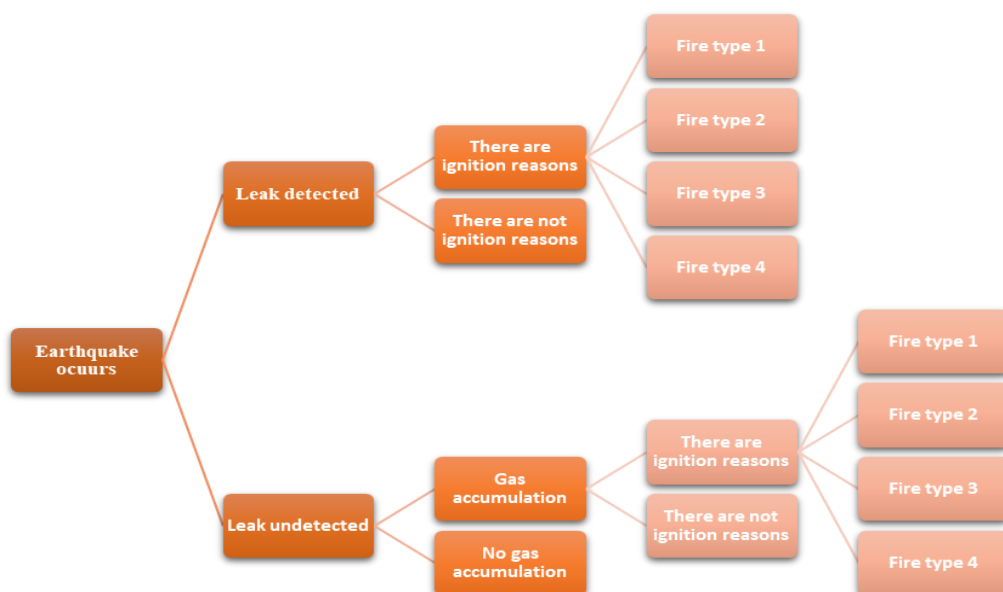 Earthquake
ocuurs
Leak detected
There are
ignition reasons
Fire type 1
Fire type 2
Fire type 3
Fire type 4
There are not
ignition reasons
Leak undetected
Gas
accumulation
There are
ignition reasons
Fire type 1
Fire type 2
Fire type 3
Fire type 4
There are not
ignition reasons
No gas
accumulation